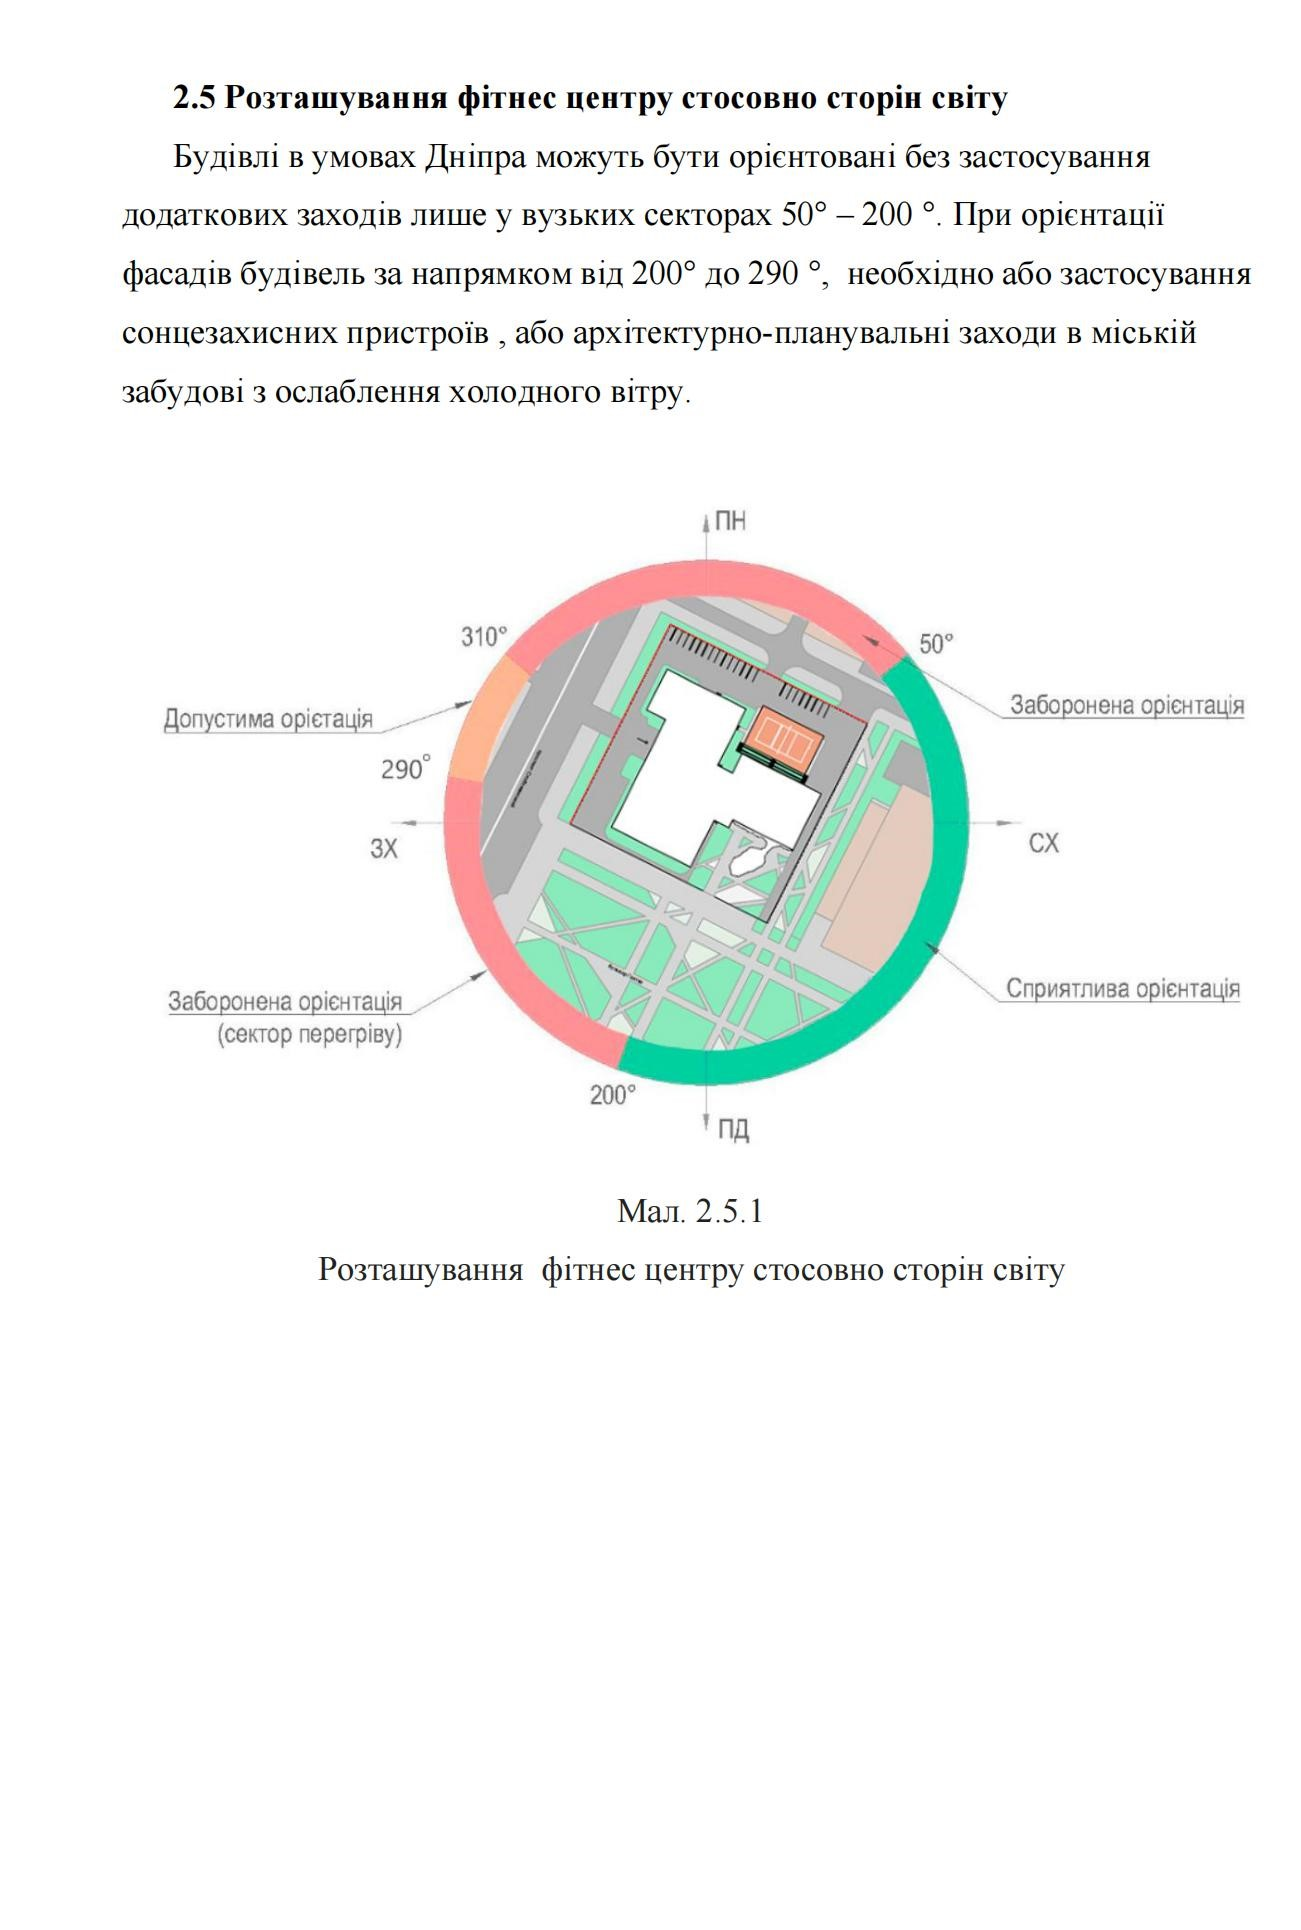 2.5 Розташування фітнес центру стосовно сторін світу
Будівлі в умовах Дніпра можуть бути орієнтовані без застосування
додаткових заходів лише у вузьких секторах 50° – 200 °. При орієнтації
фасадів будівель за напрямком від 200° до 290 °, необхідно або застосування
сонцезахисних пристроїв , або архітектурно-планувальні заходи в міській
забудові з ослаблення холодного вітру.
ПН
310°
50°
Заборонена орієнтація
Допустима орієтація
290°
ЗХ
СХ
Сприятлива орієнтація
Заборонена орієнтація
(сектор перегріву)
200°
ПД
Мал. 2.5.1
Розташування фітнес центру стосовно сторін світу